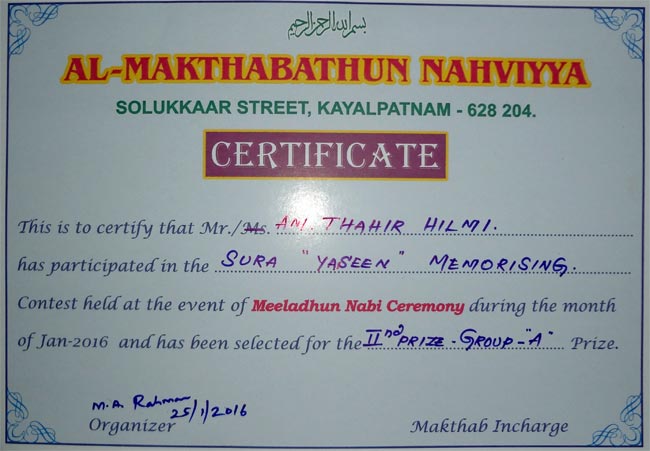 بسم الله الرحمن الرحيم
AL-MAKTHABATHUN NAHVIYYA
SOLUKKAAR STREET, KAYALPATNAM - 628 204.
CERTIFICATE
This is to certify that Mr./Ms. A.M. THAHIR HILMI.
has participated in the SURA "YASEEN" MEMORISING.
Contest held at the event of Meeladhun Nabi Ceremony during the month
of Jan-2016 and has been selected for the IInd PRIZE - GROUP - "A" Prize.
M.A. Rahman
25/1/2016
Organizer Makthab Incharge